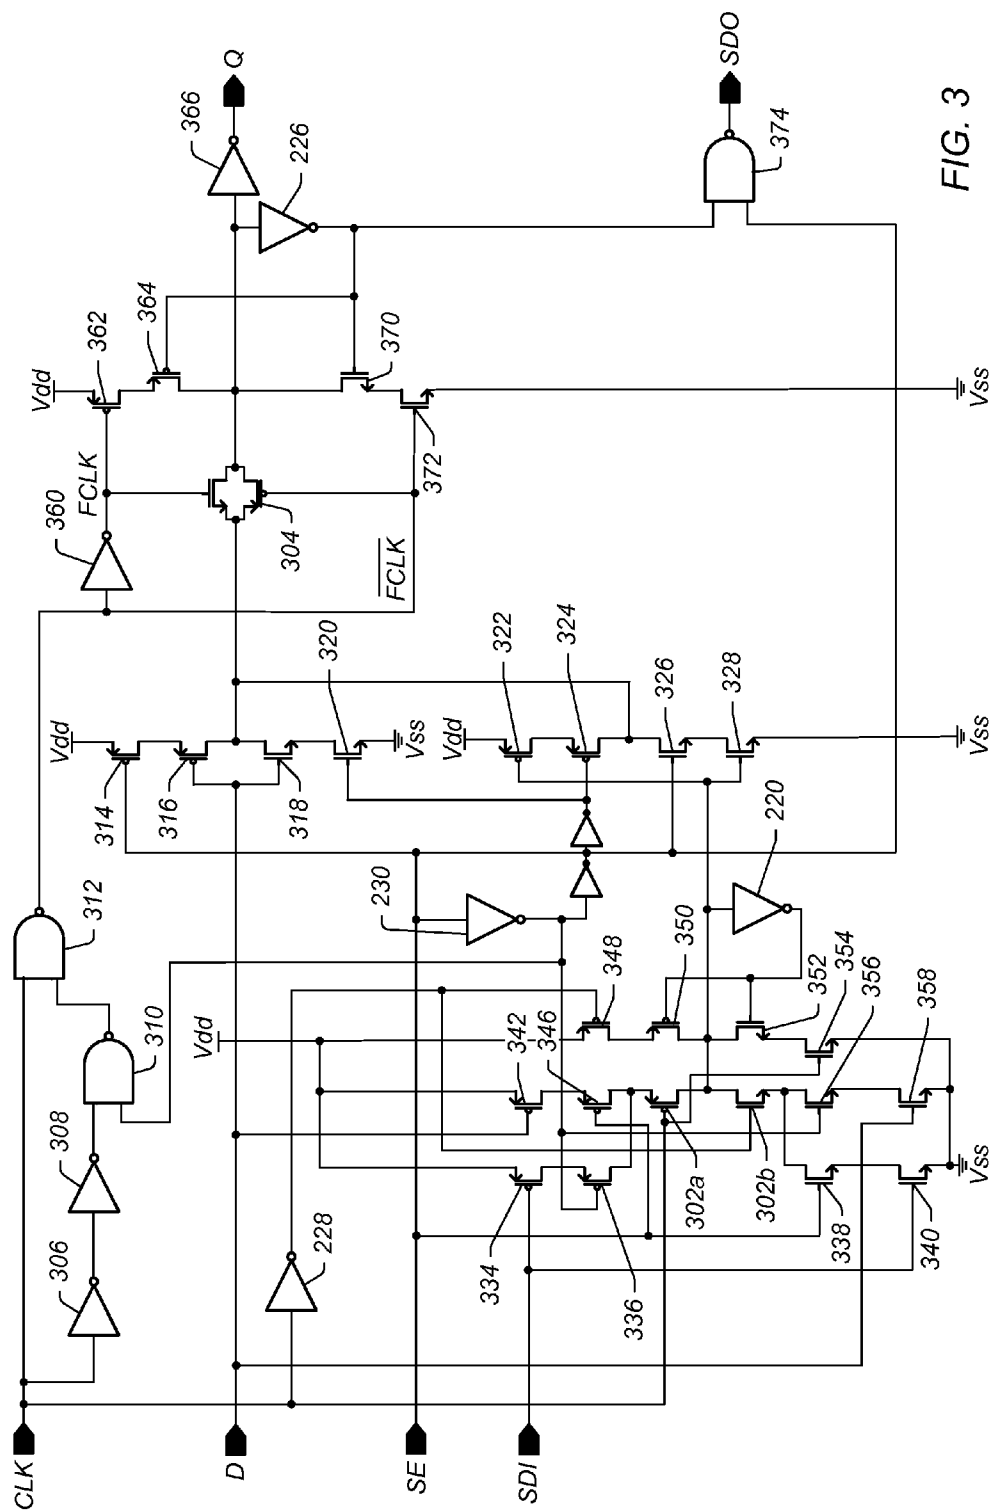 CLK
D
SE
SDI
306
308
310
312
228
230
334
336
342
346
302a
302b
338
340
348
350
352
354
356
358
220
Vdd
Vss
Vdd
314
316
318
320
Vss
Vdd
322
324
326
328
Vss
360
FCLK
FCLK
304
Vdd
362
364
370
372
Vss
366
226
Q
374
SDO
FIG. 3